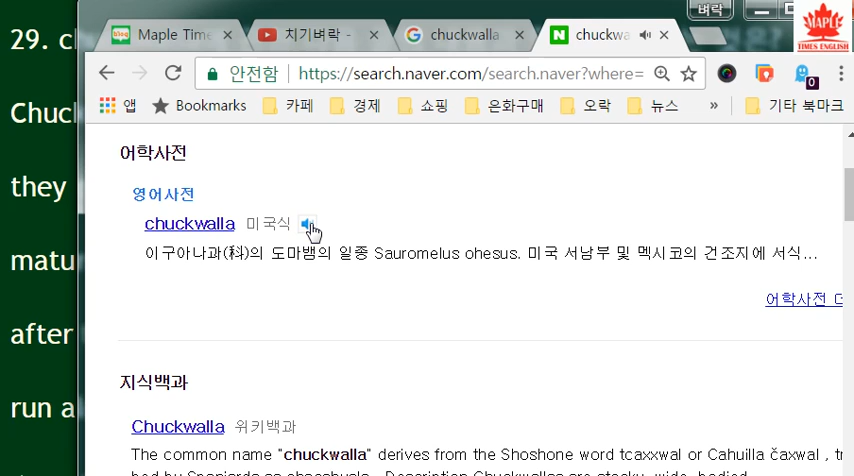 벼락
MAPLE
TIMES ENGLISH
blog Maple Time
치기벼락 -
chuckwalla
chuckwa
안전함 https://search.naver.com/search.naver?where=
0
앱 Bookmarks 카페 경제 쇼핑 은화구매 오락 뉴스 » 기타 북마크
29. ch
Chuck
they
matu
after
run a
어학사전
영어사전
chuckwalla 미국식
이구아나과(科)의 도마뱀의 일종 Sauromelus ohesus. 미국 서남부 및 멕시코의 건조지에 서식...
어학사전 더
지식백과
Chuckwalla 위키백과
The common name "chuckwalla" derives from the Shoshone word tcaxxwal or Cahuilla čaxwal , tr